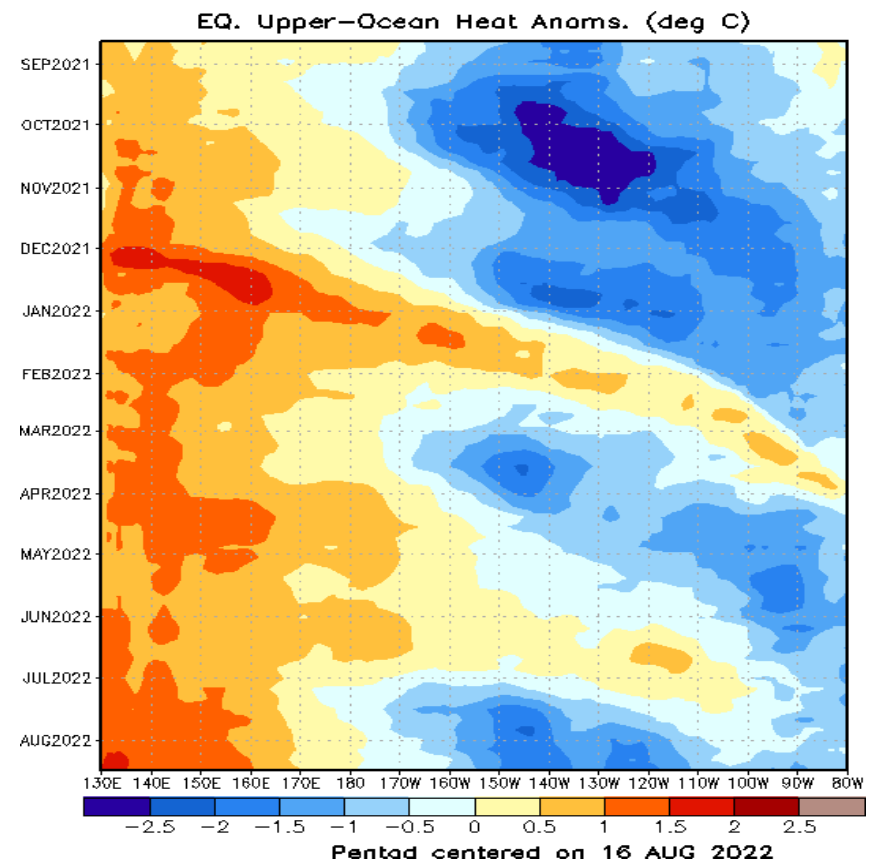 EQ. Upper-Ocean Heat Anoms. (deg C)
SEP2021
OCT2021
NOV2021
DEC2021
JAN2022
FEB2022
MAR2022
APR2022
MAY2022
JUN2022
JUL2022
AUG2022
130E 140E 150E 160E 170E 180 170W 160W 150W 140W 130W 120W 110W 100W 90W 80W
-2.5 -2 -1.5 -1 -0.5 0 0.5 1 1.5 2 2.5
Pentad centered on 16 AUG 2022